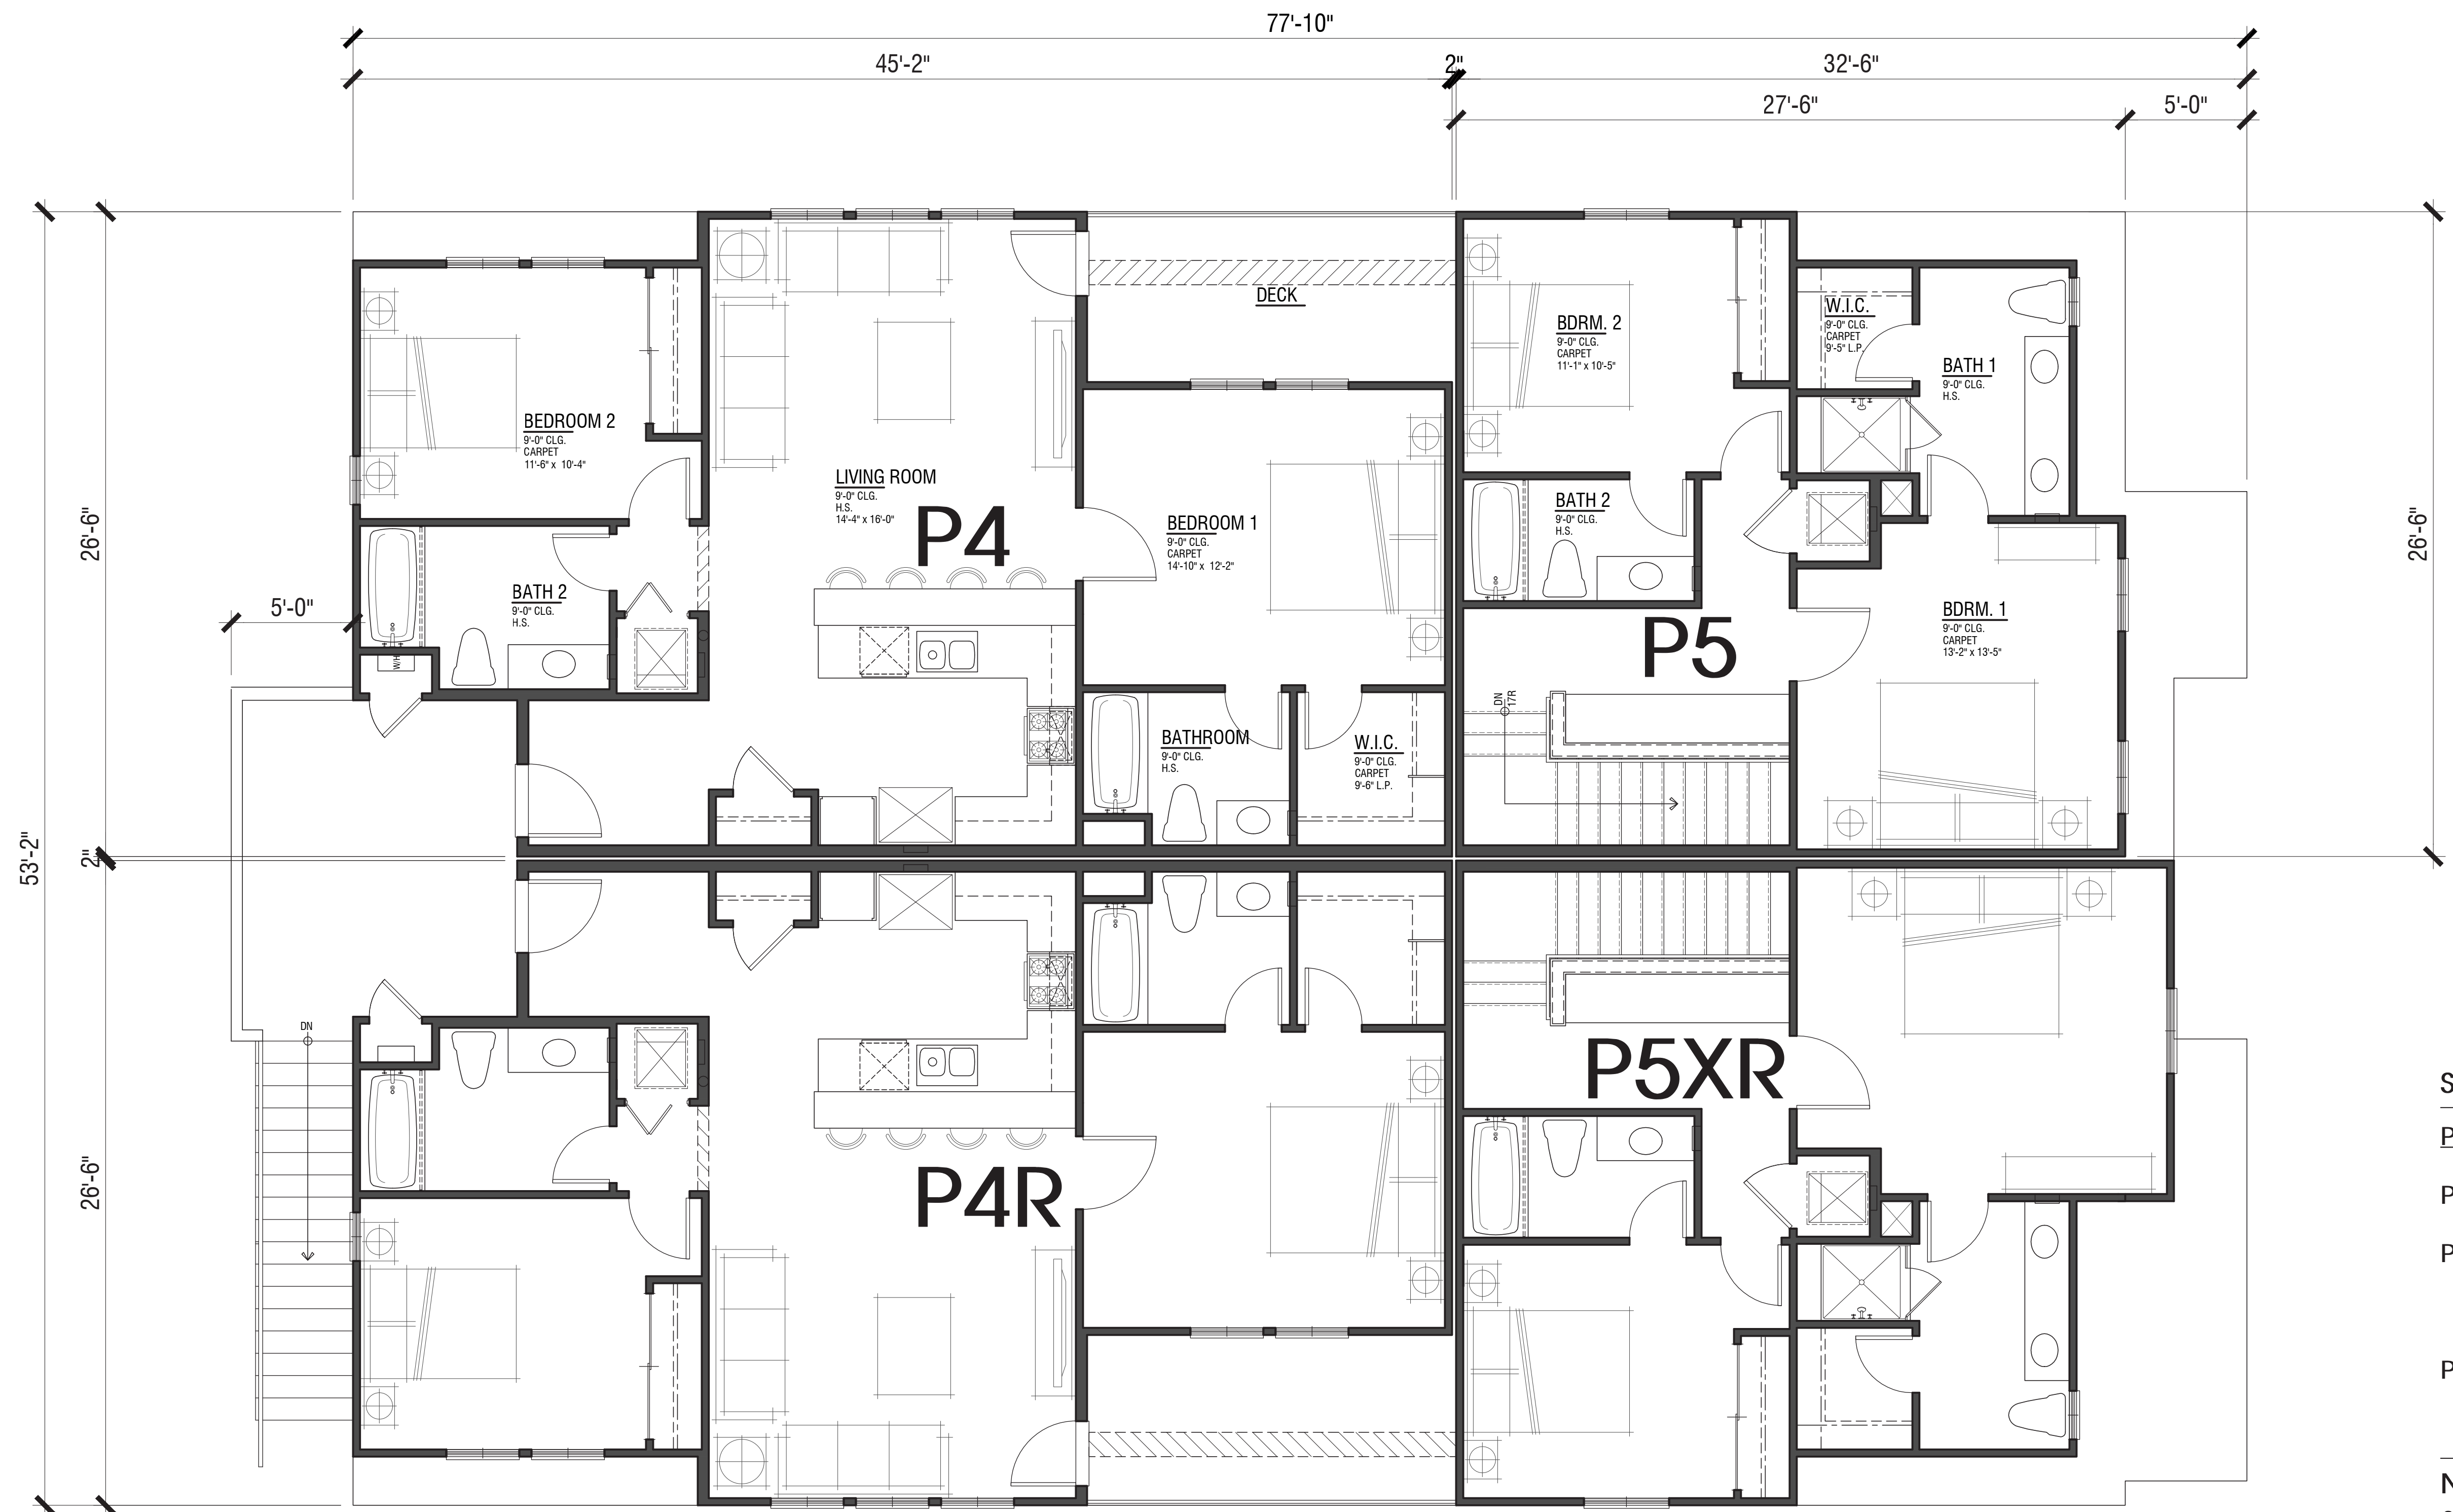 77'-10"
45'-2"
2"
32'-6"
27'-6"
5'-0"
53'-2"
26'-6"
2"
26'-6"
5'-0"
26'-6"
BEDROOM 2
9'-0" CLG.
CARPET
11'-6" x 10'-4"
BATH 2
9'-0" CLG.
H.S.
W/H
LIVING ROOM
9'-0" CLG.
H.S.
14'-4" x 16'-0"
P4
DECK
BEDROOM 1
9'-0" CLG.
CARPET
14'-10" x 12'-2"
BATHROOM
9'-0" CLG.
H.S.
W.I.C.
9'-0" CLG.
CARPET
9'-6" L.P.
BDRM. 2
9'-0" CLG.
CARPET
11'-1" x 10'-5"
W.I.C.
9'-0" CLG.
CARPET
9'-5" L.P.
BATH 1
9'-0" CLG.
H.S.
BATH 2
9'-0" CLG.
H.S.
P5
BDRM. 1
9'-0" CLG.
CARPET
13'-2" x 13'-5"
DN
17R
DN
P4R
P5XR
S
P
P
P
P
N